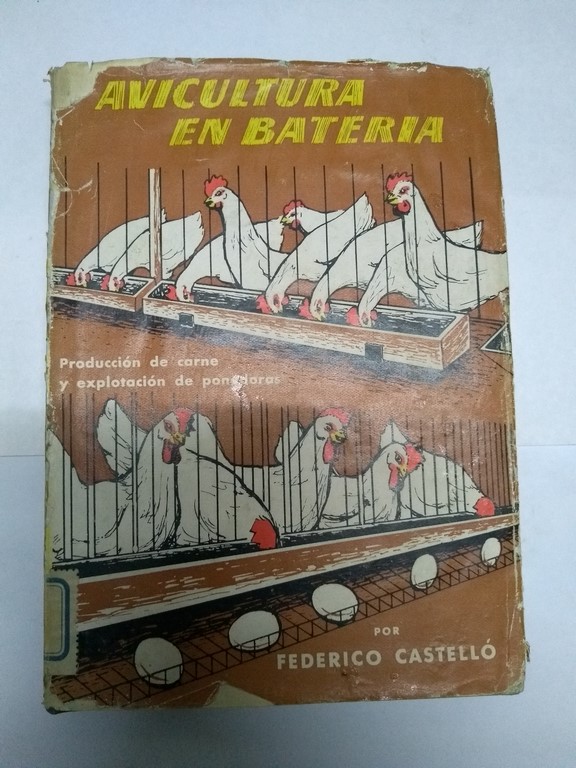 AVICULTURA
EN BATERIA
Producción de carne
y explotación de ponedoras
POR
FEDERICO CASTELLÓ